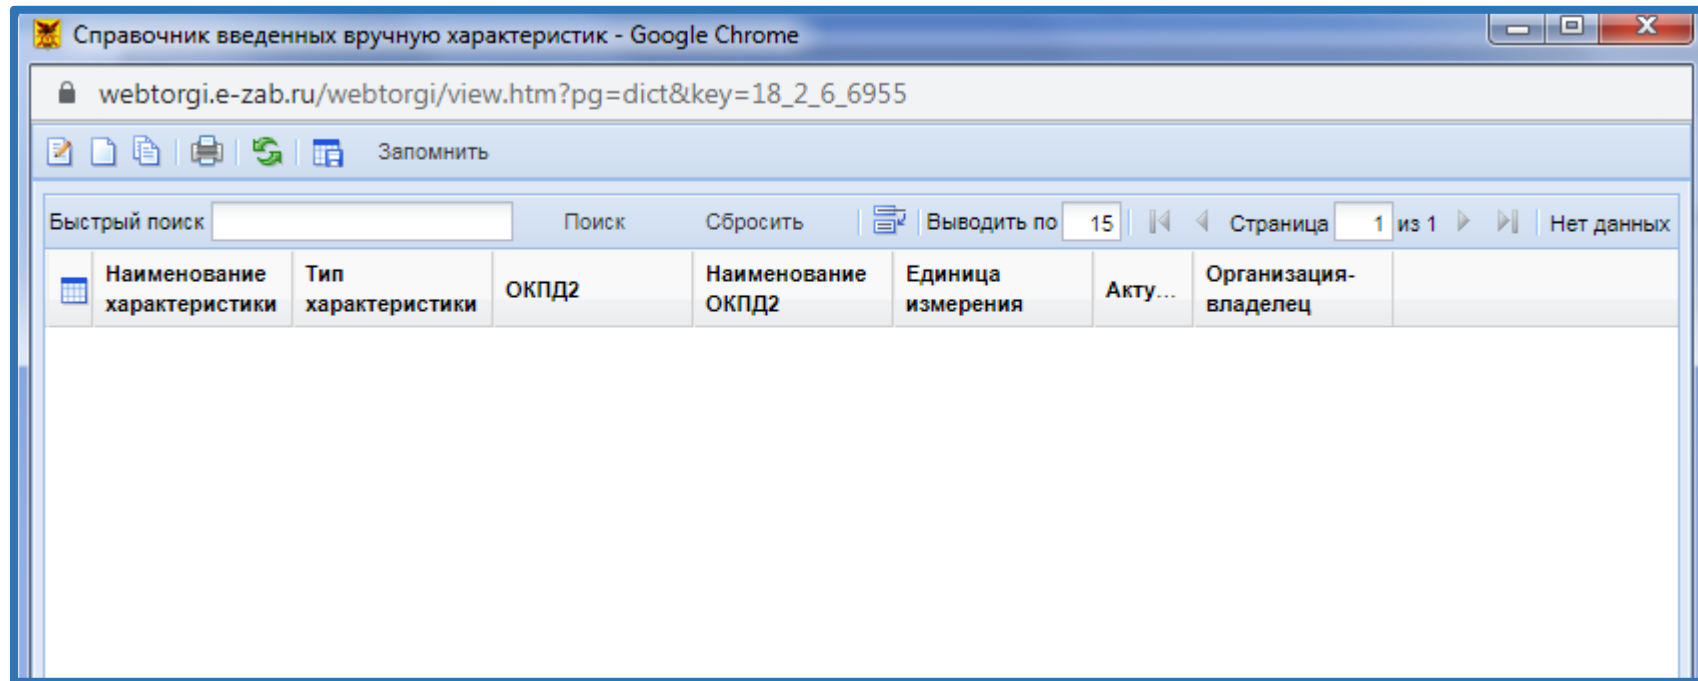 Справочник введенных вручную характеристик - Google Chrome
webtorgi.e-zab.ru/webtorgi/view.htm?pg=dict&key=18_2_6_6955
Запомнить
Быстрый поиск Поиск Сбросить Выводить по 15 Страница 1 из 1 Нет данных
Наименование характеристики Тип характеристики ОКПД2 Наименование ОКПД2 Единица измерения Акту... Организация-владелец